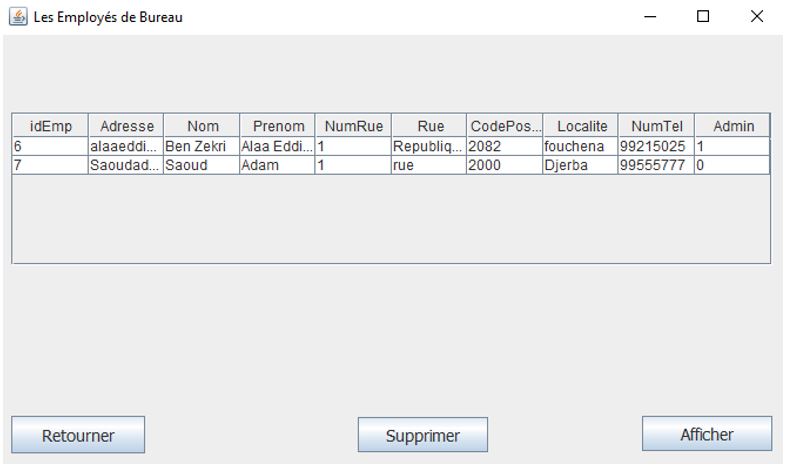 Les Employés de Bureau
idEmp Adresse Nom Prenom NumRue Rue CodePos... Localite NumTel Admin
6 alaaeddi... Ben Zekri Alaa Eddi... 1 Republiq... 2082 fouchena 99215025 1
7 Saoudad... Saoud Adam 1 rue 2000 Djerba 99555777 0
Retourner Supprimer Afficher